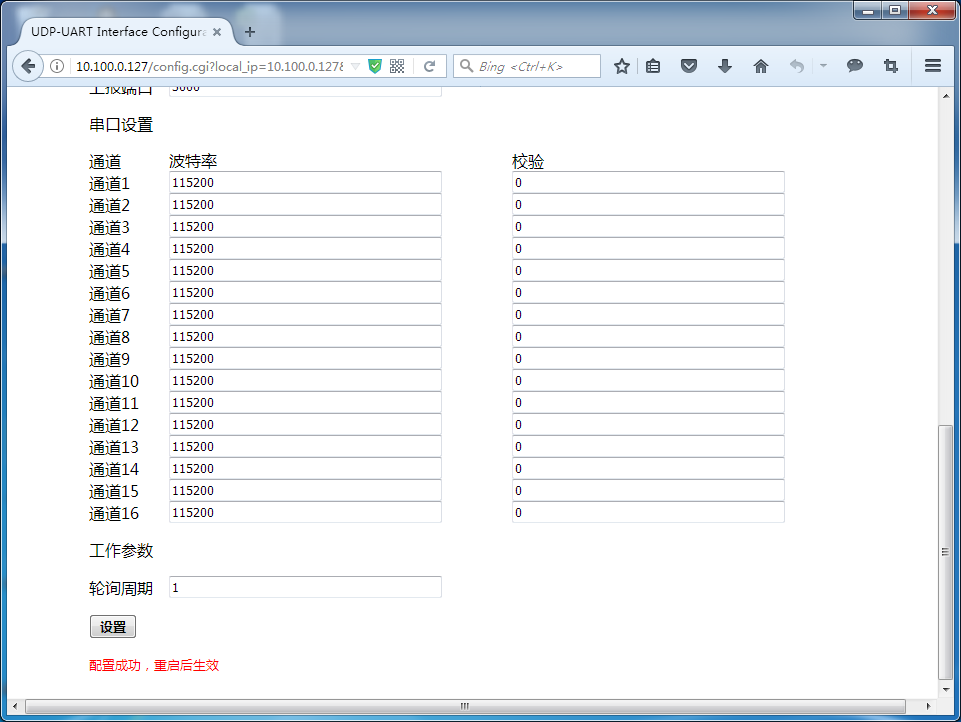 UDP-UART Interface Configura
10.100.0.127/config.cgi?local_ip=10.100.0.127&
Bing <Ctrl+K>
上报端口 5000
串口设置
通道 波特率 校验
通道1 115200 0
通道2 115200 0
通道3 115200 0
通道4 115200 0
通道5 115200 0
通道6 115200 0
通道7 115200 0
通道8 115200 0
通道9 115200 0
通道10 115200 0
通道11 115200 0
通道12 115200 0
通道13 115200 0
通道14 115200 0
通道15 115200 0
通道16 115200 0
工作参数
轮询周期 1
设置
配置成功，重启后生效